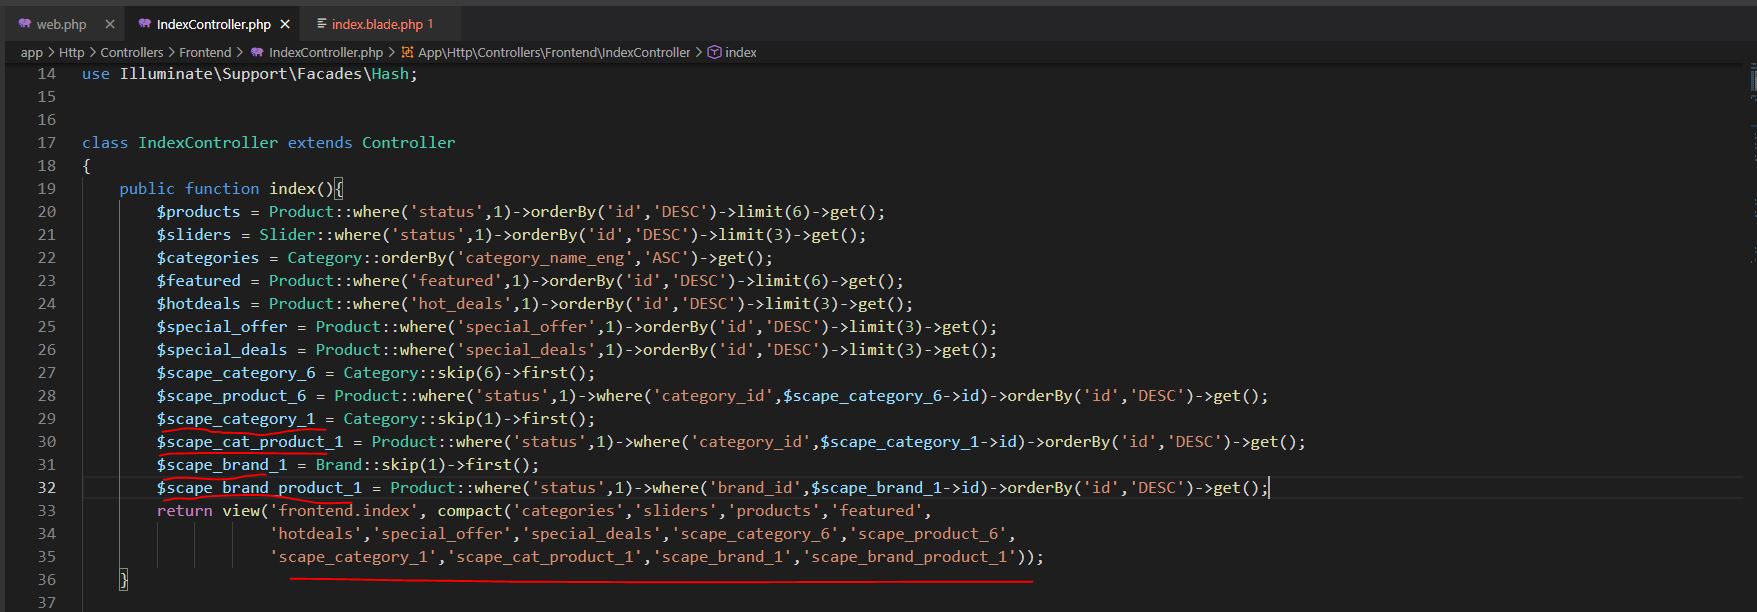 web.php IndexController.php index.blade.php 1
app > Http > Controllers > Frontend > IndexController.php > App\Http\Controllers\Frontend\IndexController > index
14 use Illuminate\Support\Facades\Hash;
15
16
17 class IndexController extends Controller
18 {
19 public function index(){
20 $products = Product::where('status',1)->orderBy('id','DESC')->limit(6)->get();
21 $sliders = Slider::where('status',1)->orderBy('id','DESC')->limit(3)->get();
22 $categories = Category::orderBy('category_name_eng','ASC')->get();
23 $featured = Product::where('featured',1)->orderBy('id','DESC')->limit(6)->get();
24 $hotdeals = Product::where('hot_deals',1)->orderBy('id','DESC')->limit(3)->get();
25 $special_offer = Product::where('special_offer',1)->orderBy('id','DESC')->limit(3)->get();
26 $special_deals = Product::where('special_deals',1)->orderBy('id','DESC')->limit(3)->get();
27 $scape_category_6 = Category::skip(6)->first();
28 $scape_product_6 = Product::where('status',1)->where('category_id',$scape_category_6->id)->orderBy('id','DESC')->get();
29 $scape_category_1 = Category::skip(1)->first();
30 $scape_cat_product_1 = Product::where('status',1)->where('category_id',$scape_category_1->id)->orderBy('id','DESC')->get();
31 $scape_brand_1 = Brand::skip(1)->first();
32 $scape_brand_product_1 = Product::where('status',1)->where('brand_id',$scape_brand_1->id)->orderBy('id','DESC')->get();
33 return view('frontend.index', compact('categories','sliders','products','featured',
34 'hotdeals','special_offer','special_deals','scape_category_6','scape_product_6',
35 'scape_category_1','scape_cat_product_1','scape_brand_1','scape_brand_product_1'));
36 }
37